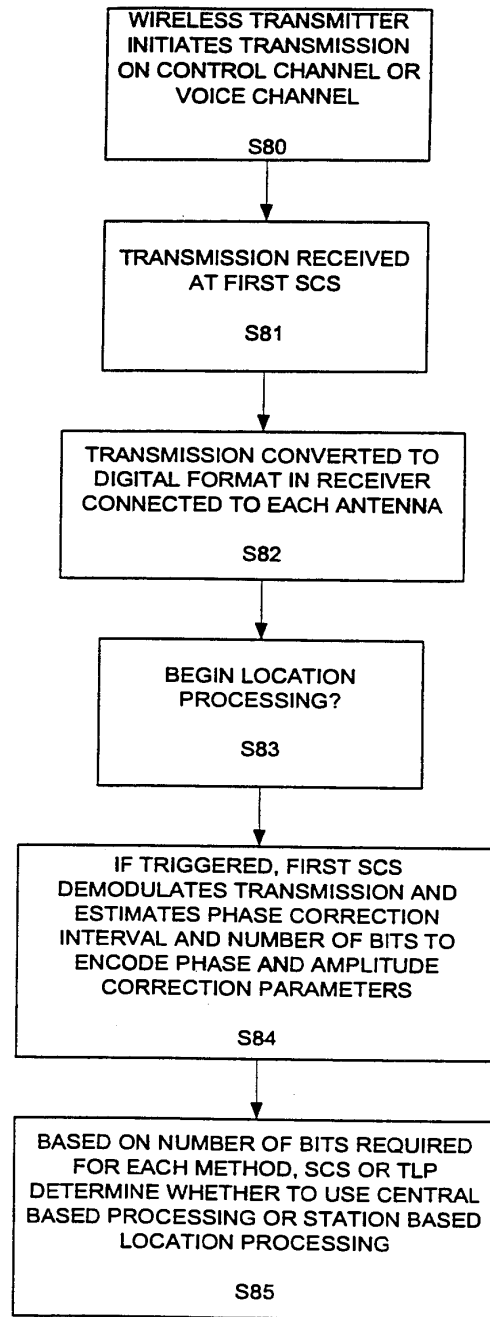 WIRELESS TRANSMITTER
INITIATES TRANSMISSION
ON CONTROL CHANNEL OR
VOICE CHANNEL
S80
TRANSMISSION RECEIVED
AT FIRST SCS
S81
TRANSMISSION CONVERTED TO
DIGITAL FORMAT IN RECEIVER
CONNECTED TO EACH ANTENNA
S82
BEGIN LOCATION
PROCESSING?
S83
IF TRIGGERED, FIRST SCS
DEMODULATES TRANSMISSION AND
ESTIMATES PHASE CORRECTION
INTERVAL AND NUMBER OF BITS TO
ENCODE PHASE AND AMPLITUDE
CORRECTION PARAMETERS
S84
BASED ON NUMBER OF BITS REQUIRED
FOR EACH METHOD, SCS OR TLP
DETERMINE WHETHER TO USE CENTRAL
BASED PROCESSING OR STATION BASED
LOCATION PROCESSING
S85